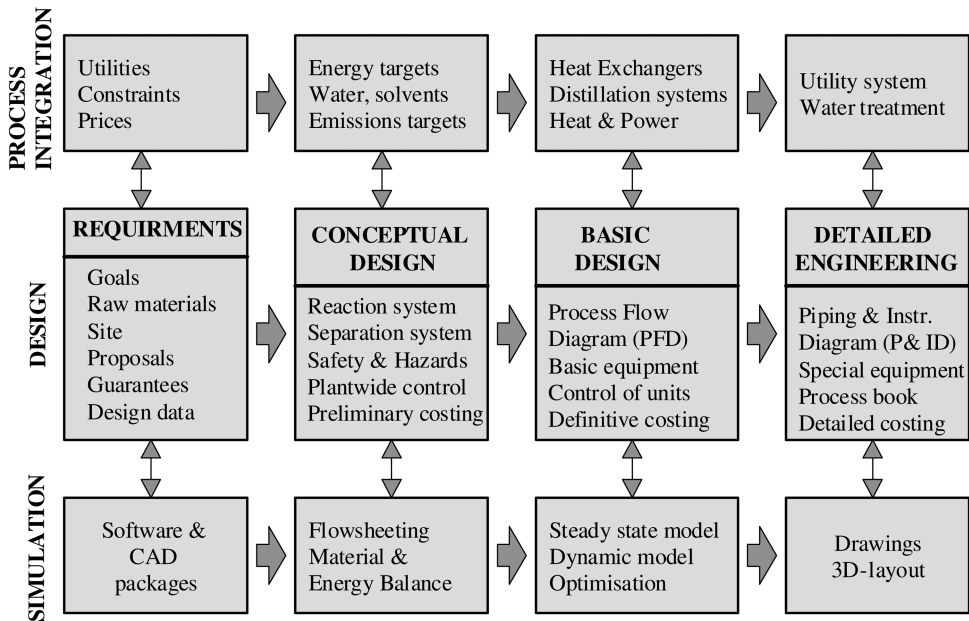 PROCESS
INTEGRATION
Utilities
Constraints
Prices
Energy targets
Water, solvents
Emissions targets
Heat Exchangers
Distillation systems
Heat & Power
Utility system
Water treatment
DESIGN
REQUIRMENTS
Goals
Raw materials
Site
Proposals
Guarantees
Design data
CONCEPTUAL
DESIGN
Reaction system
Separation system
Safety & Hazards
Plantwide control
Preliminary costing
BASIC
DESIGN
Process Flow
Diagram (PFD)
Basic equipment
Control of units
Definitive costing
DETAILED
ENGINEERING
Piping & Instr.
Diagram (P& ID)
Special equipment
Process book
Detailed costing
SIMULATION
Software &
CAD
packages
Flowsheeting
Material &
Energy Balance
Steady state model
Dynamic model
Optimisation
Drawings
3D-layout